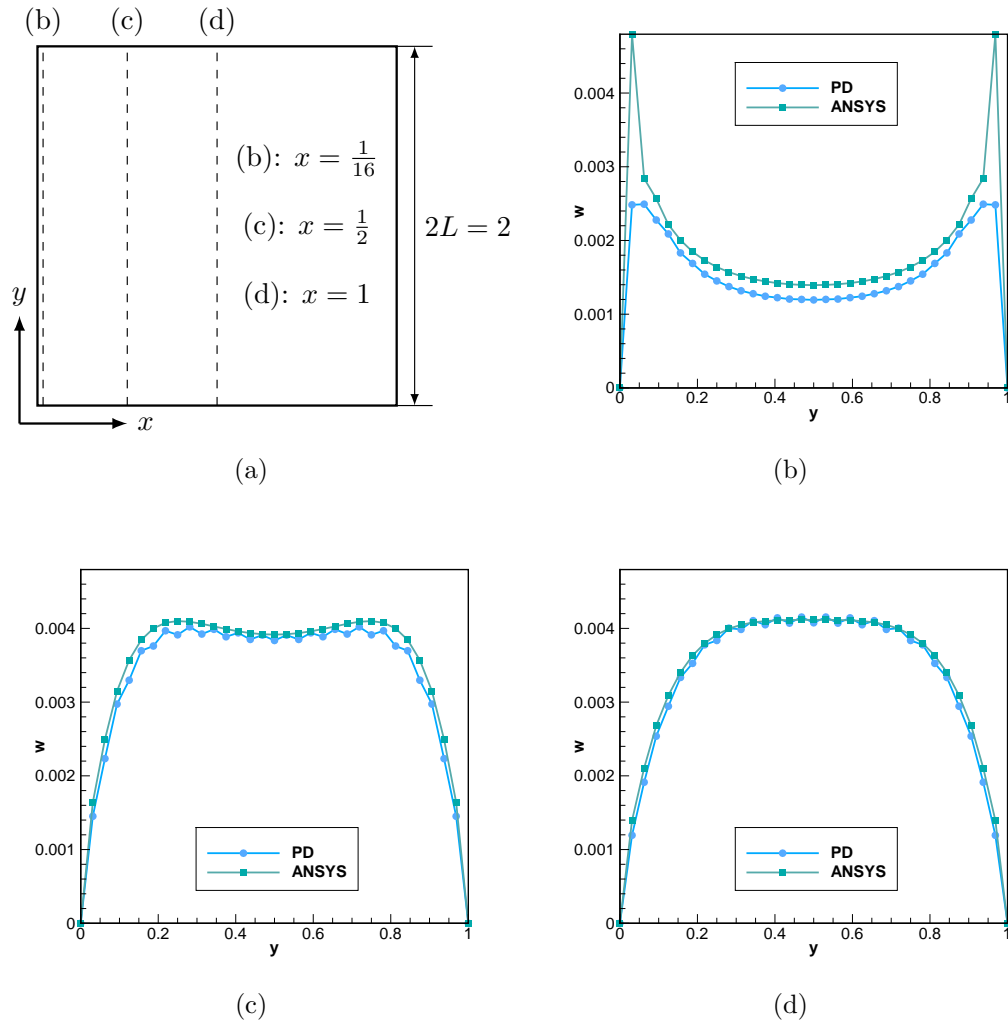 (b) (c) (d)
(b): x = 1/16
(c): x = 1/2
(d): x = 1
2L = 2
y
x
(a)
w
0.004
0.003
0.002
0.001
0
0 0.2 0.4 0.6 0.8 1
y
PD
ANSYS
(b)
w
0.004
0.003
0.002
0.001
0
0 0.2 0.4 0.6 0.8 1
y
PD
ANSYS
(c)
w
0.004
0.003
0.002
0.001
0
0 0.2 0.4 0.6 0.8 1
y
PD
ANSYS
(d)